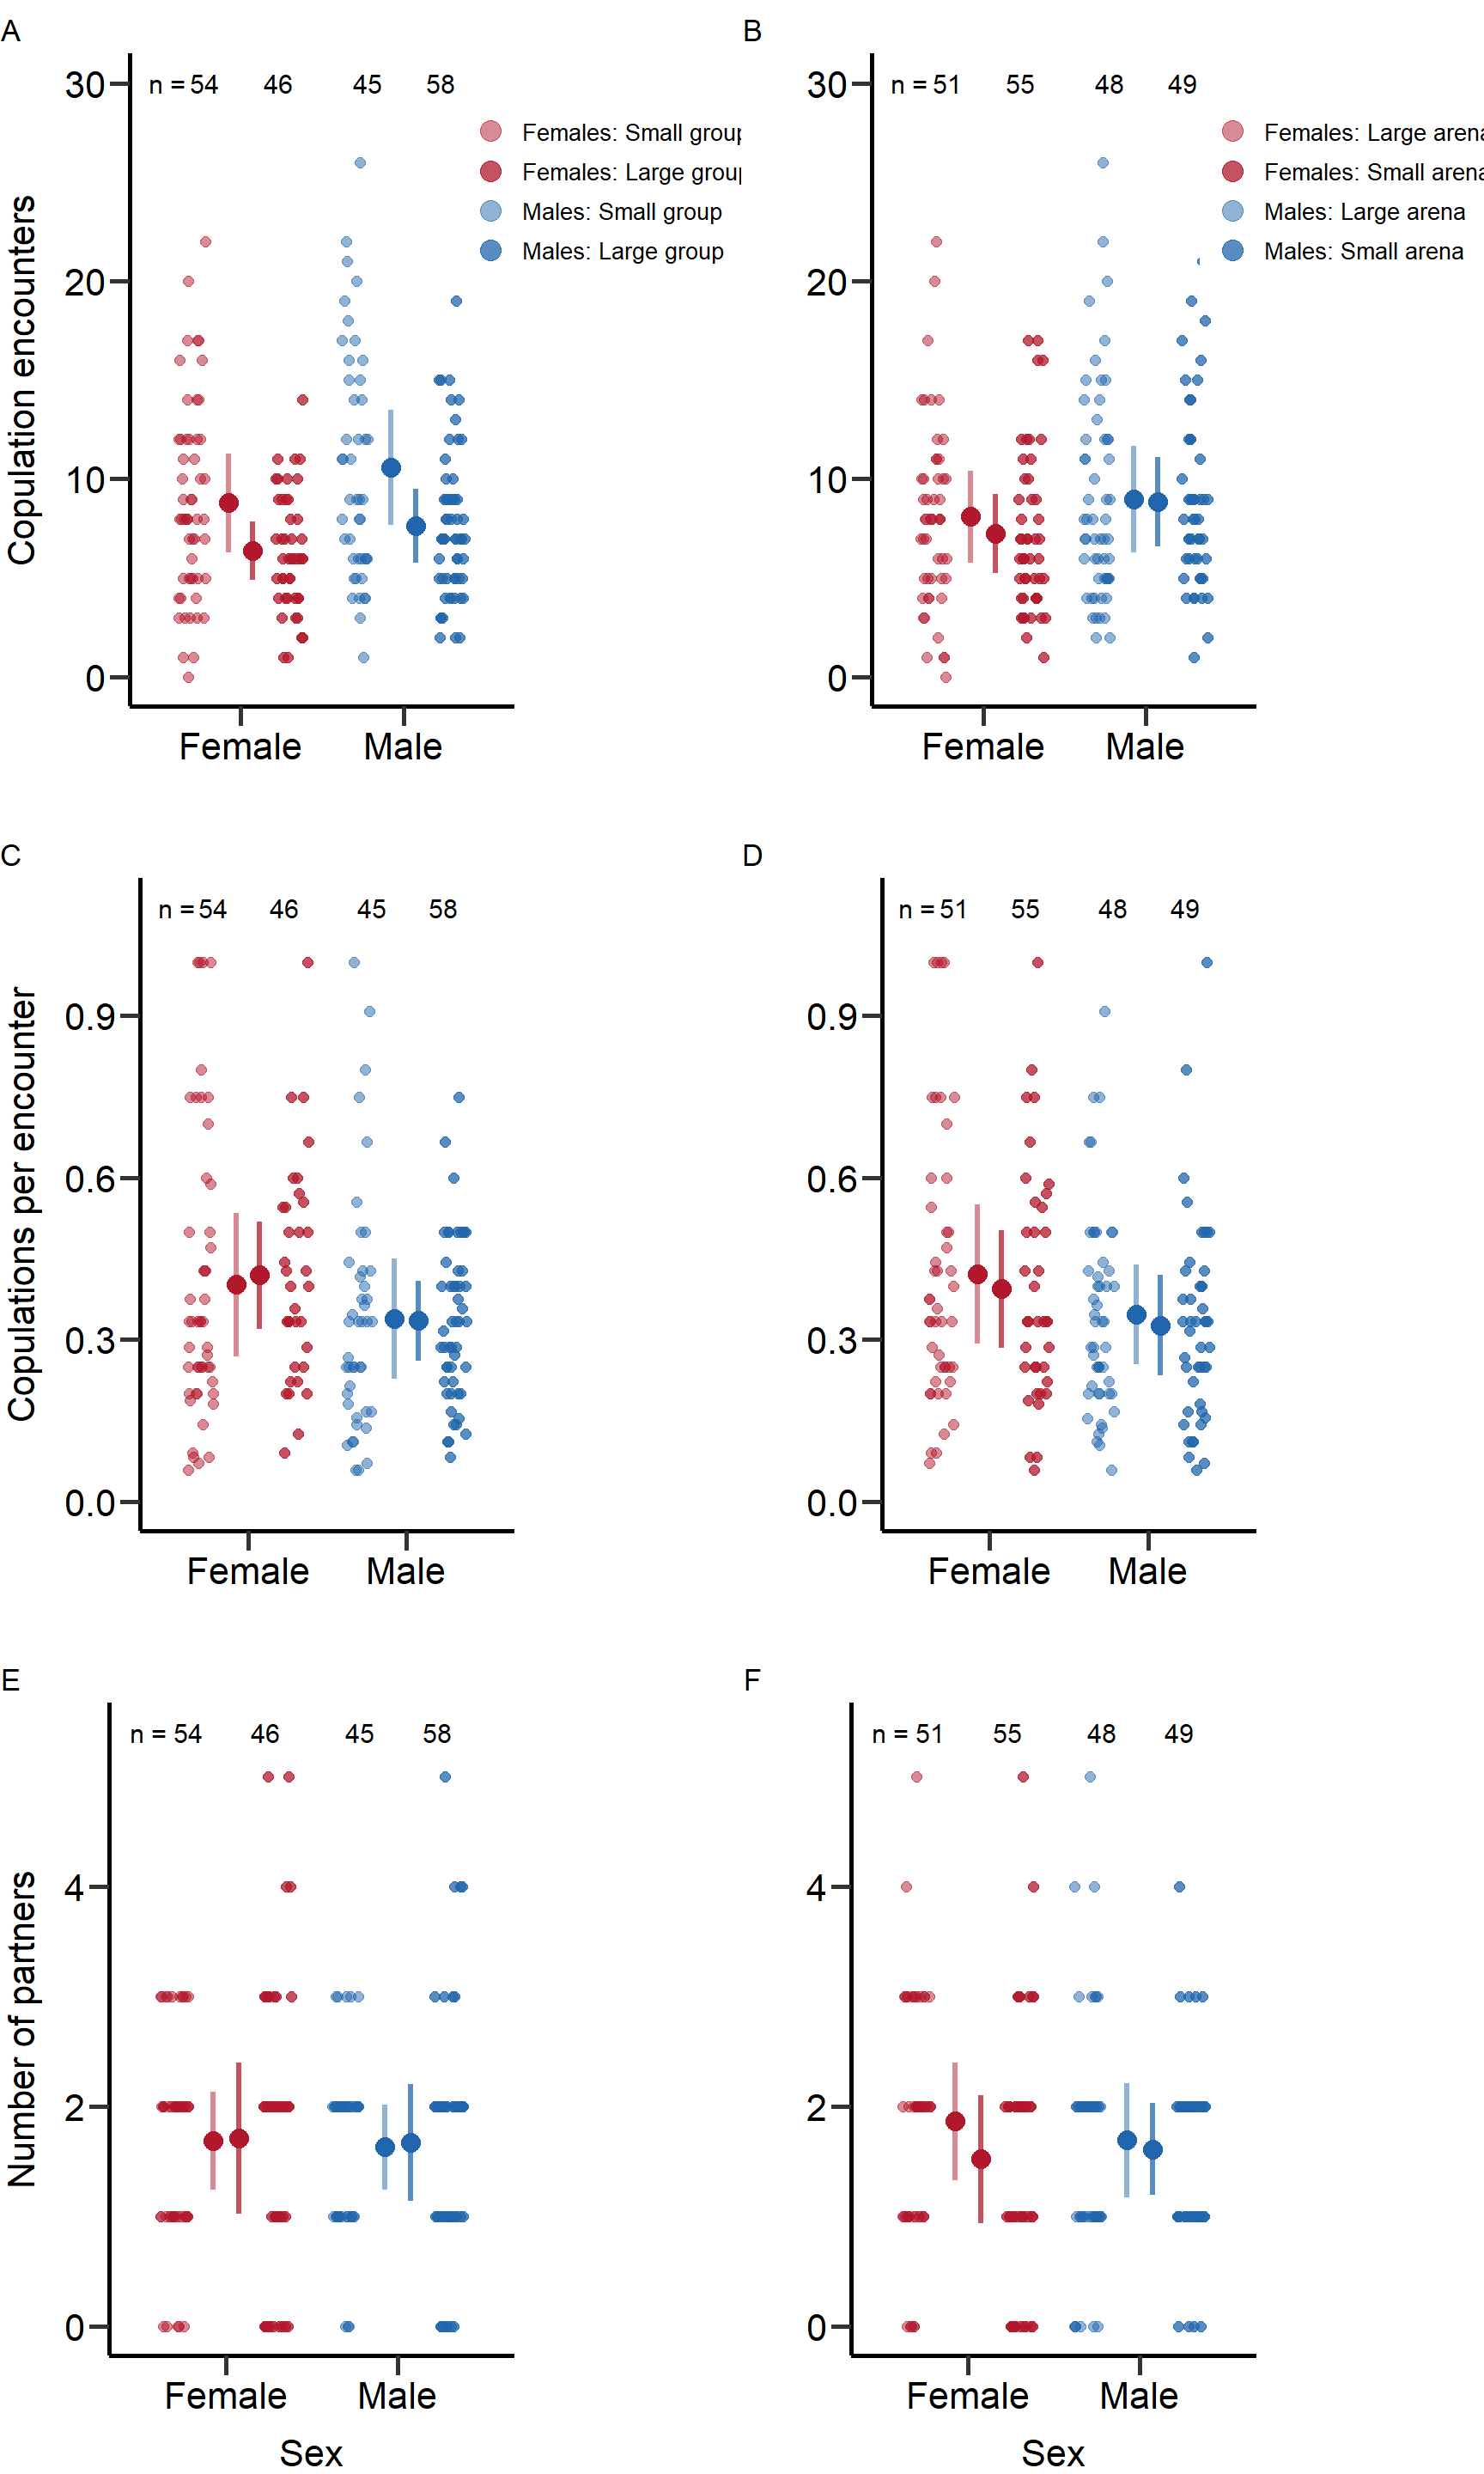 A
n = 54 46 45 58
30
20
10
0
Copulation encounters
Females: Small group
Females: Large group
Males: Small group
Males: Large group
Female Male
B
n = 51 55 48 49
30
20
10
0
Females: Large arena
Females: Small arena
Males: Large arena
Males: Small arena
Female Male
C
n = 54 46 45 58
0.9
0.6
0.3
0.0
Copulations per encounter
Female Male
D
n = 51 55 48 49
0.9
0.6
0.3
0.0
Female Male
E
n = 54 46 45 58
4
2
0
Number of partners
Female Male
Sex
F
n = 51 55 48 49
4
2
0
Female Male
Sex